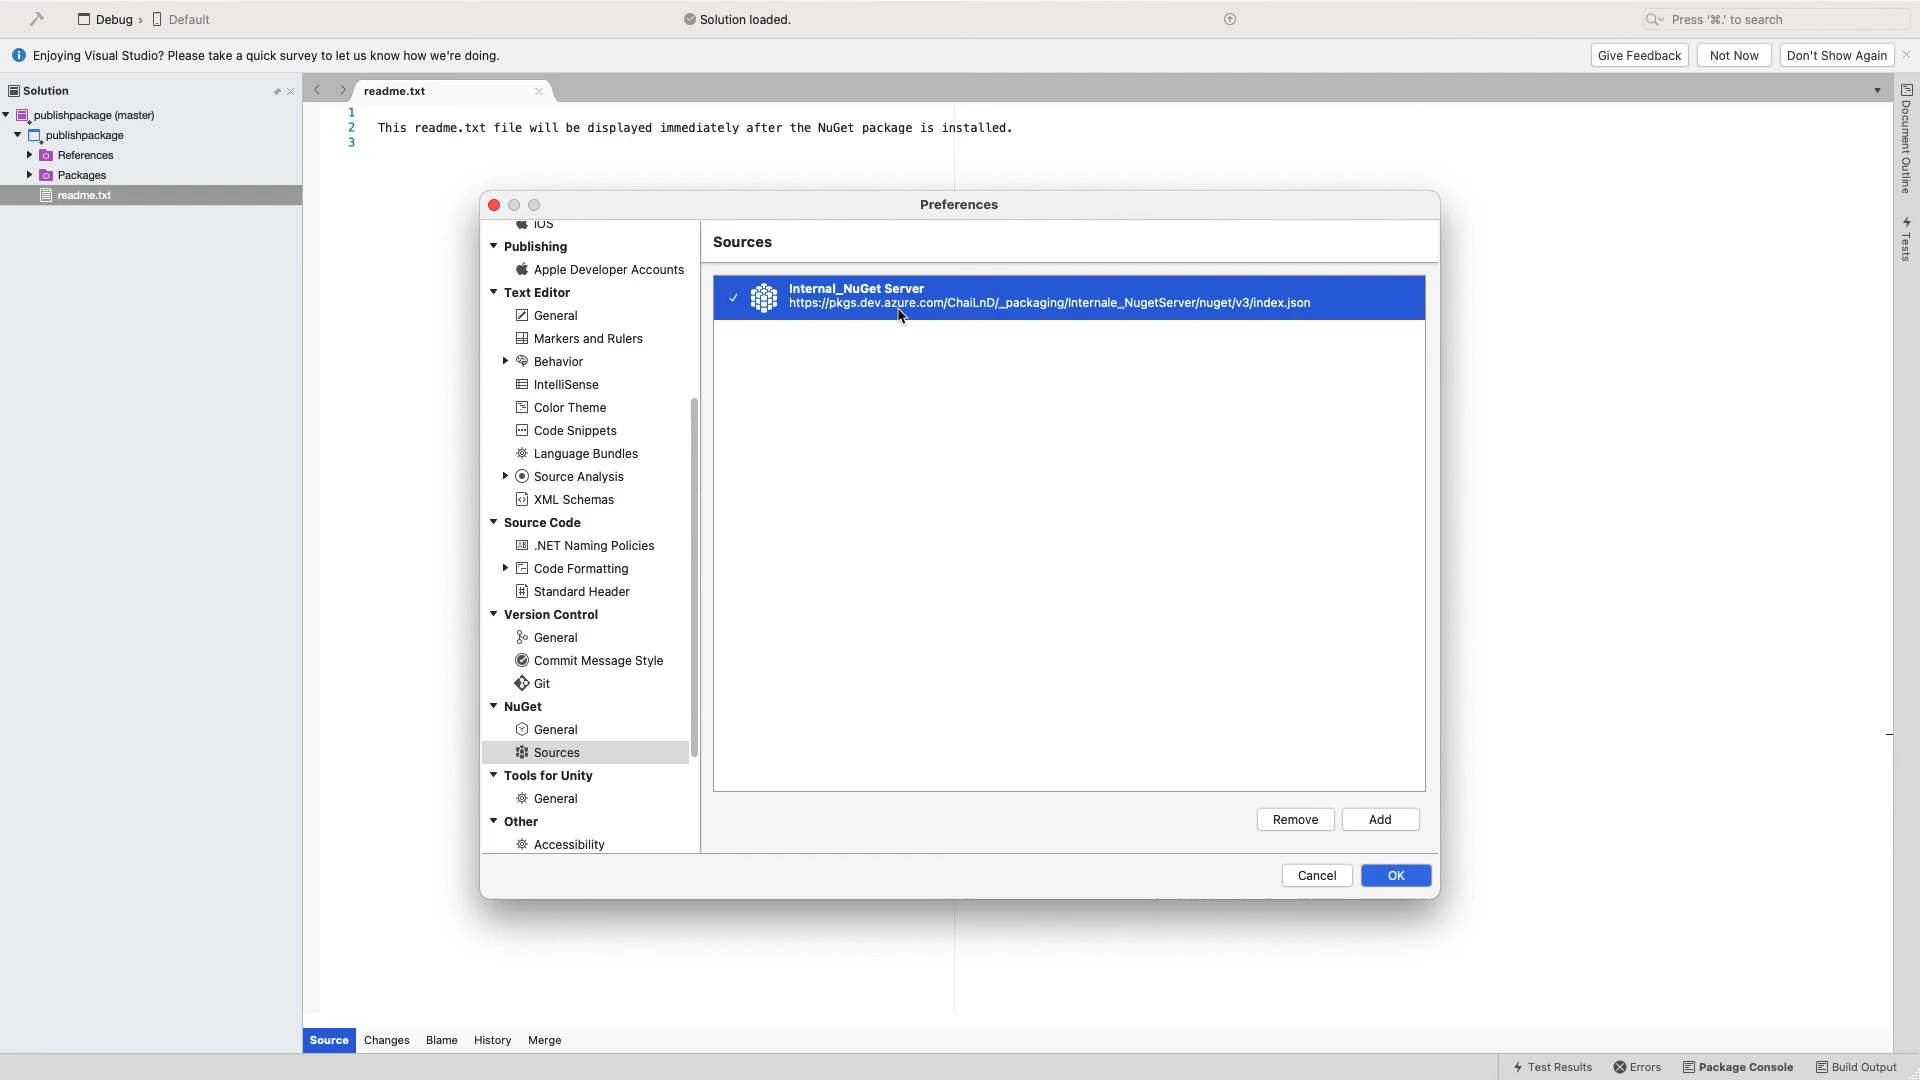 Debug › Default
Solution loaded.
Press '⌘.' to search
Enjoying Visual Studio? Please take a quick survey to let us know how we're doing.
Give Feedback
Not Now
Don't Show Again
Solution
publishpackage (master)
publishpackage
References
Packages
readme.txt
readme.txt
1
2 This readme.txt file will be displayed immediately after the NuGet package is installed.
3
Document Outline
Tests
Preferences
iOS
Publishing
Apple Developer Accounts
Text Editor
General
Markers and Rulers
Behavior
IntelliSense
Color Theme
Code Snippets
Language Bundles
Source Analysis
XML Schemas
Source Code
.NET Naming Policies
Code Formatting
Standard Header
Version Control
General
Commit Message Style
Git
NuGet
General
Sources
Tools for Unity
General
Other
Accessibility
Sources
Internal_NuGet Server
https://pkgs.dev.azure.com/ChaiLnD/_packaging/Internale_NugetServer/nuget/v3/index.json
Remove
Add
Cancel
OK
Source
Changes
Blame
History
Merge
Test Results
Errors
Package Console
Build Output